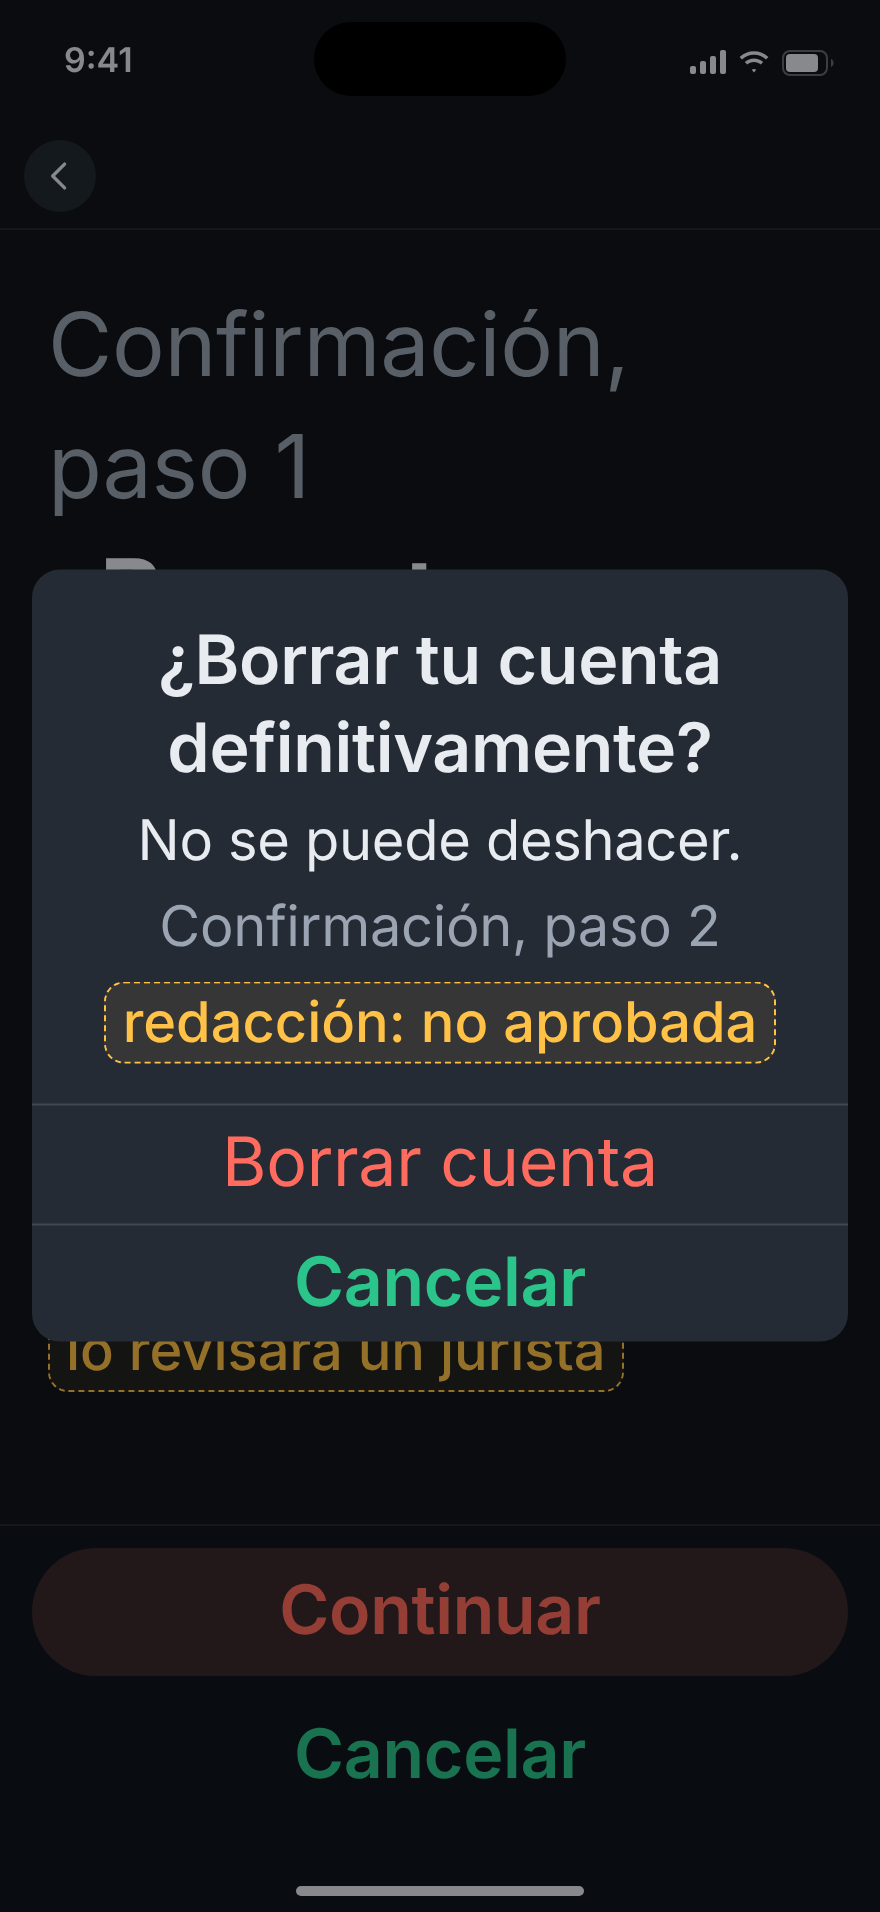 9:41
Confirmación,
paso 1
¿Borrar tu cuenta
definitivamente?
No se puede deshacer.
Confirmación, paso 2
redacción: no aprobada
Borrar cuenta
Cancelar
lo revisará un jurista
Continuar
Cancelar